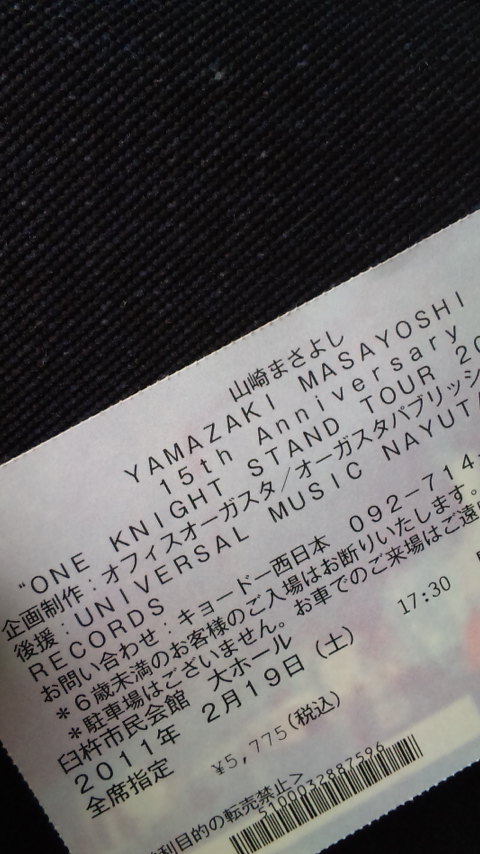 山崎まさよし
YAMAZAKI MASAYOSHI
15th Anniversary
"ONE KNIGHT STAND TOUR 20
企画制作：オフィスオーガスタ／オーガスタパブリッシ
後援：UNIVERSAL MUSIC NAYUTA
RECORDS
お問い合わせ：キョードー西日本 092-714-
＊6歳未満のお客様のご入場はお断りいたします。
＊駐車場はございません。お車でのご来場はご遠
臼杵市民会館 大ホール
2011年 2月19日（土） 17:30
全席指定 ¥5,775(税込)
利目的の転売禁止＞
5100032887596